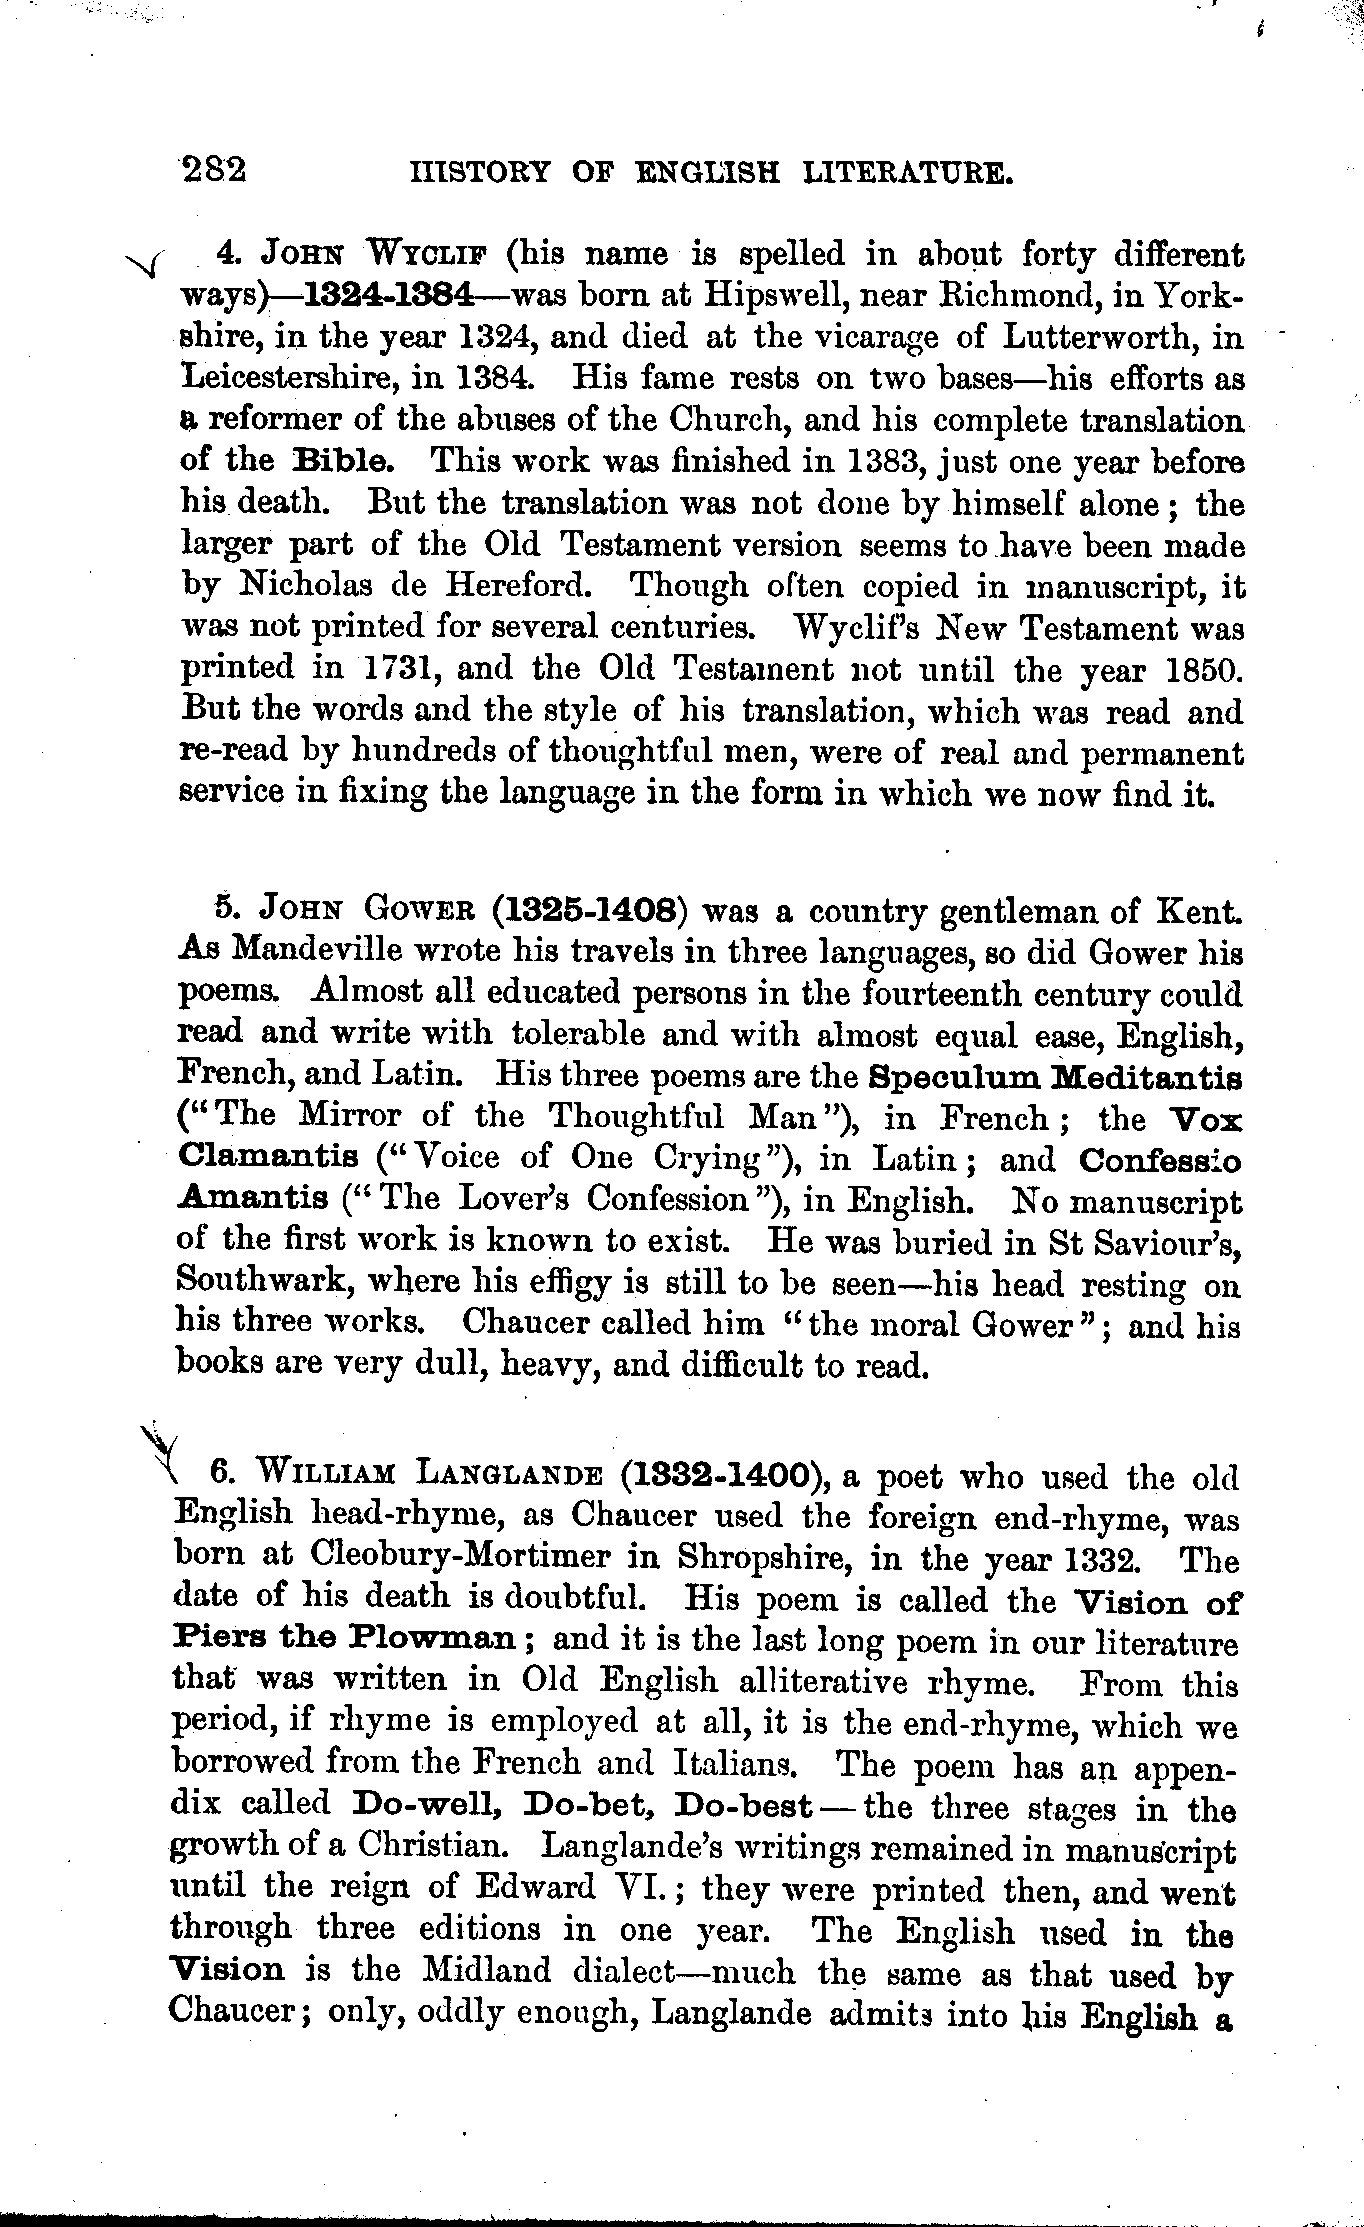 282 HISTORY OF ENGLISH LITERATURE.
4. JOHN WYCLIF (his name is spelled in about forty different
ways)—1324-1384—was born at Hipswell, near Richmond, in York-
shire, in the year 1324, and died at the vicarage of Lutterworth, in
Leicestershire, in 1384. His fame rests on two bases—his efforts as
a reformer of the abuses of the Church, and his complete translation
of the Bible. This work was finished in 1383, just one year before
his death. But the translation was not done by himself alone; the
larger part of the Old Testament version seems to have been made
by Nicholas de Hereford. Though often copied in manuscript, it
was not printed for several centuries. Wyclif's New Testament was
printed in 1731, and the Old Testament not until the year 1850.
But the words and the style of his translation, which was read and
re-read by hundreds of thoughtful men, were of real and permanent
service in fixing the language in the form in which we now find it.
5. JOHN GOWER (1325-1408) was a country gentleman of Kent.
As Mandeville wrote his travels in three languages, so did Gower his
poems. Almost all educated persons in the fourteenth century could
read and write with tolerable and with almost equal ease, English,
French, and Latin. His three poems are the Speculum Meditantis
("The Mirror of the Thoughtful Man"), in French; the Vox
Clamantis ("Voice of One Crying"), in Latin; and Confessio
Amantis ("The Lover's Confession"), in English. No manuscript
of the first work is known to exist. He was buried in St Saviour's,
Southwark, where his effigy is still to be seen—his head resting on
his three works. Chaucer called him "the moral Gower"; and his
books are very dull, heavy, and difficult to read.
6. WILLIAM LANGLANDE (1332-1400), a poet who used the old
English head-rhyme, as Chaucer used the foreign end-rhyme, was
born at Cleobury-Mortimer in Shropshire, in the year 1332. The
date of his death is doubtful. His poem is called the Vision of
Piers the Plowman; and it is the last long poem in our literature
that was written in Old English alliterative rhyme. From this
period, if rhyme is employed at all, it is the end-rhyme, which we
borrowed from the French and Italians. The poem has an appen-
dix called Do-well, Do-bet, Do-best—the three stages in the
growth of a Christian. Langlande's writings remained in manuscript
until the reign of Edward VI.; they were printed then, and went
through three editions in one year. The English used in the
Vision is the Midland dialect—much the same as that used by
Chaucer; only, oddly enough, Langlande admits into his English a